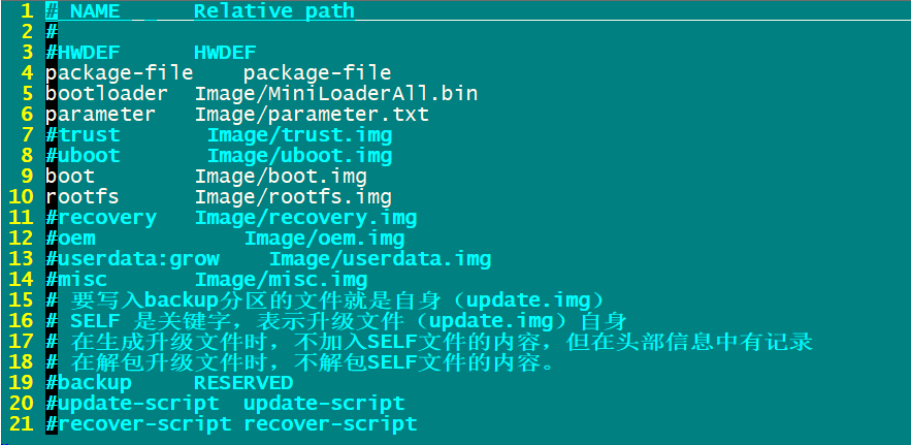 1 # NAME Relative path
2 #
3 #HWDEF HWDEF
4 package-file package-file
5 bootloader Image/MiniLoaderAll.bin
6 parameter Image/parameter.txt
7 #trust Image/trust.img
8 #uboot Image/uboot.img
9 boot Image/boot.img
10 rootfs Image/rootfs.img
11 #recovery Image/recovery.img
12 #oem Image/oem.img
13 #userdata:grow Image/userdata.img
14 #misc Image/misc.img
15 # 要写入backup分区的文件就是自身（update.img）
16 # SELF 是关键字，表示升级文件（update.img）自身
17 # 在生成升级文件时，不加入SELF文件的内容，但在头部信息中有记录
18 # 在解包升级文件时，不解包SELF文件的内容。
19 #backup RESERVED
20 #update-script update-script
21 #recover-script recover-script